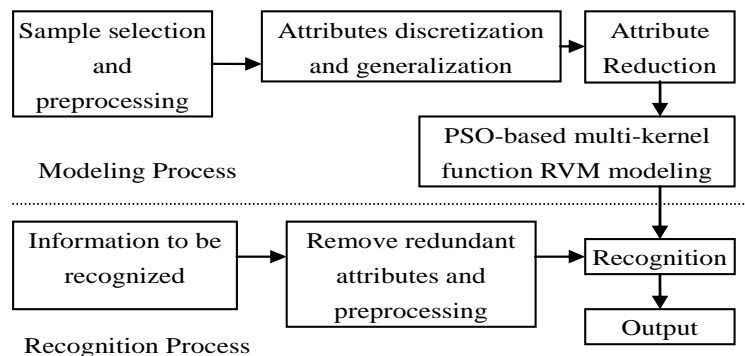 Sample selection
and
preprocessing
Attributes discretization
and generalization
Attribute
Reduction
PSO-based multi-kernel
function RVM modeling
Modeling Process
Information to be
recognized
Remove redundant
attributes and
preprocessing
Recognition
Output
Recognition Process